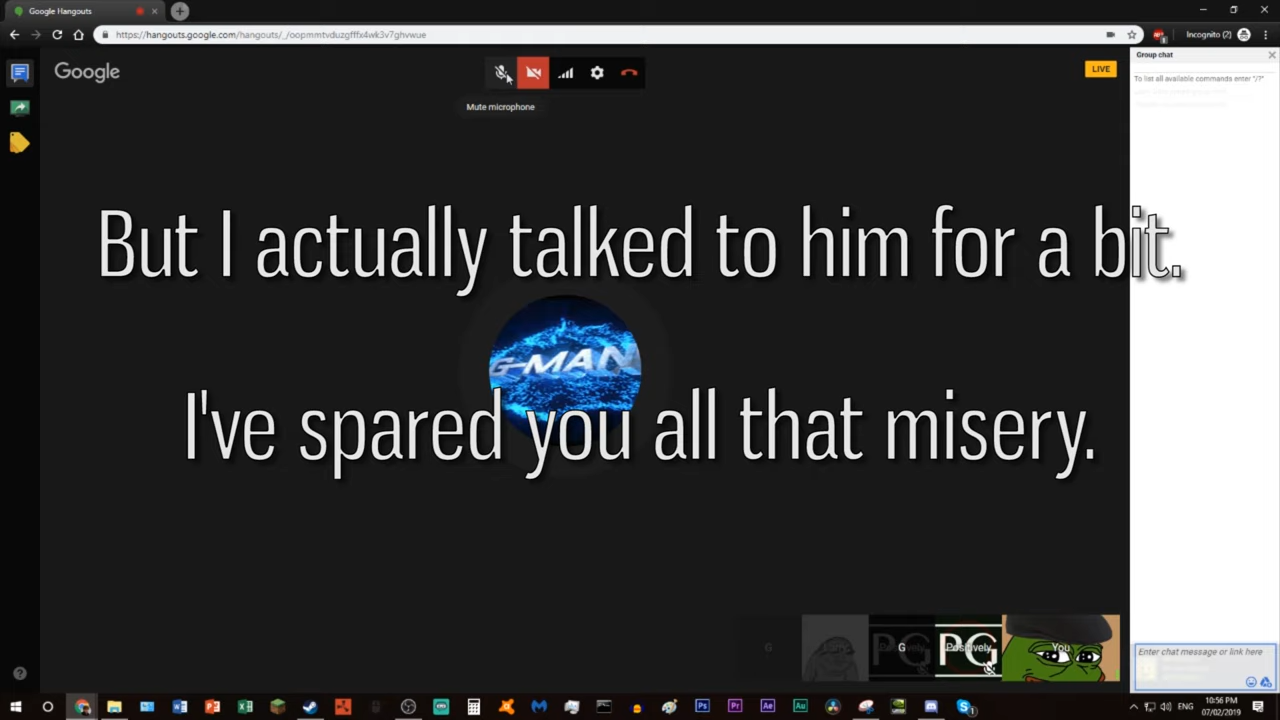 Google Hangouts
https://hangouts.google.com/hangouts/_/oopmmtvduzgfffx4wk3v7ghvwue
Incognito (2)
Google
LIVE
Group chat
To list all available commands enter "/?"
Mute microphone
But I actually talked to him for a bit.
G-MAN
I've spared you all that misery.
G
PG
G
PG
Positively
You
Enter chat message or link here
ENG
10:56 PM
07/02/2019